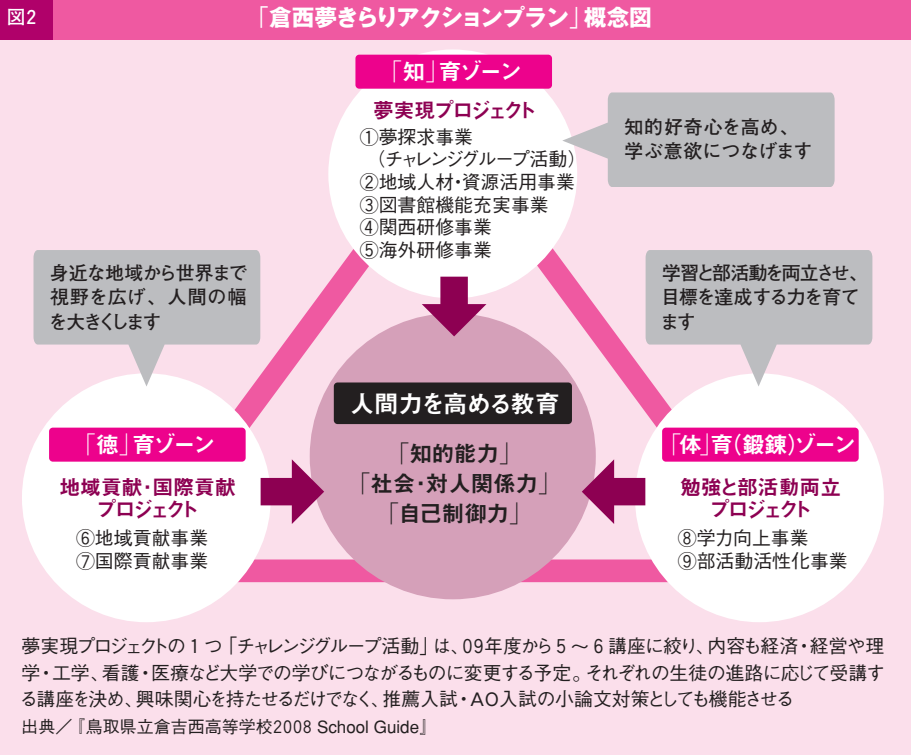 図2
「倉西夢きらりアクションプラン」概念図
「知」育ゾーン
夢実現プロジェクト
①夢探求事業
（チャレンジグループ活動）
②地域人材・資源活用事業
③図書館機能充実事業
④関西研修事業
⑤海外研修事業
知的好奇心を高め、
学ぶ意欲につなげます
身近な地域から世界まで
視野を広げ、人間の幅
を大きくします
学習と部活動を両立させ、
目標を達成する力を育て
ます
人間力を高める教育
「知的能力」
「社会・対人関係力」
「自己制御力」
「徳」育ゾーン
地域貢献・国際貢献
プロジェクト
⑥地域貢献事業
⑦国際貢献事業
「体」育（鍛錬）ゾーン
勉強と部活動両立
プロジェクト
⑧学力向上事業
⑨部活動活性化事業
夢実現プロジェクトの1つ「チャレンジグループ活動」は、09年度から5～6講座に絞り、内容も経済・経営や理
学・工学、看護・医療など大学での学びにつながるものに変更する予定。それぞれの生徒の進路に応じて受講す
る講座を決め、興味関心を持たせるだけでなく、推薦入試・AO入試の小論文対策としても機能させる
出典／『鳥取県立倉吉西高等学校2008 School Guide』